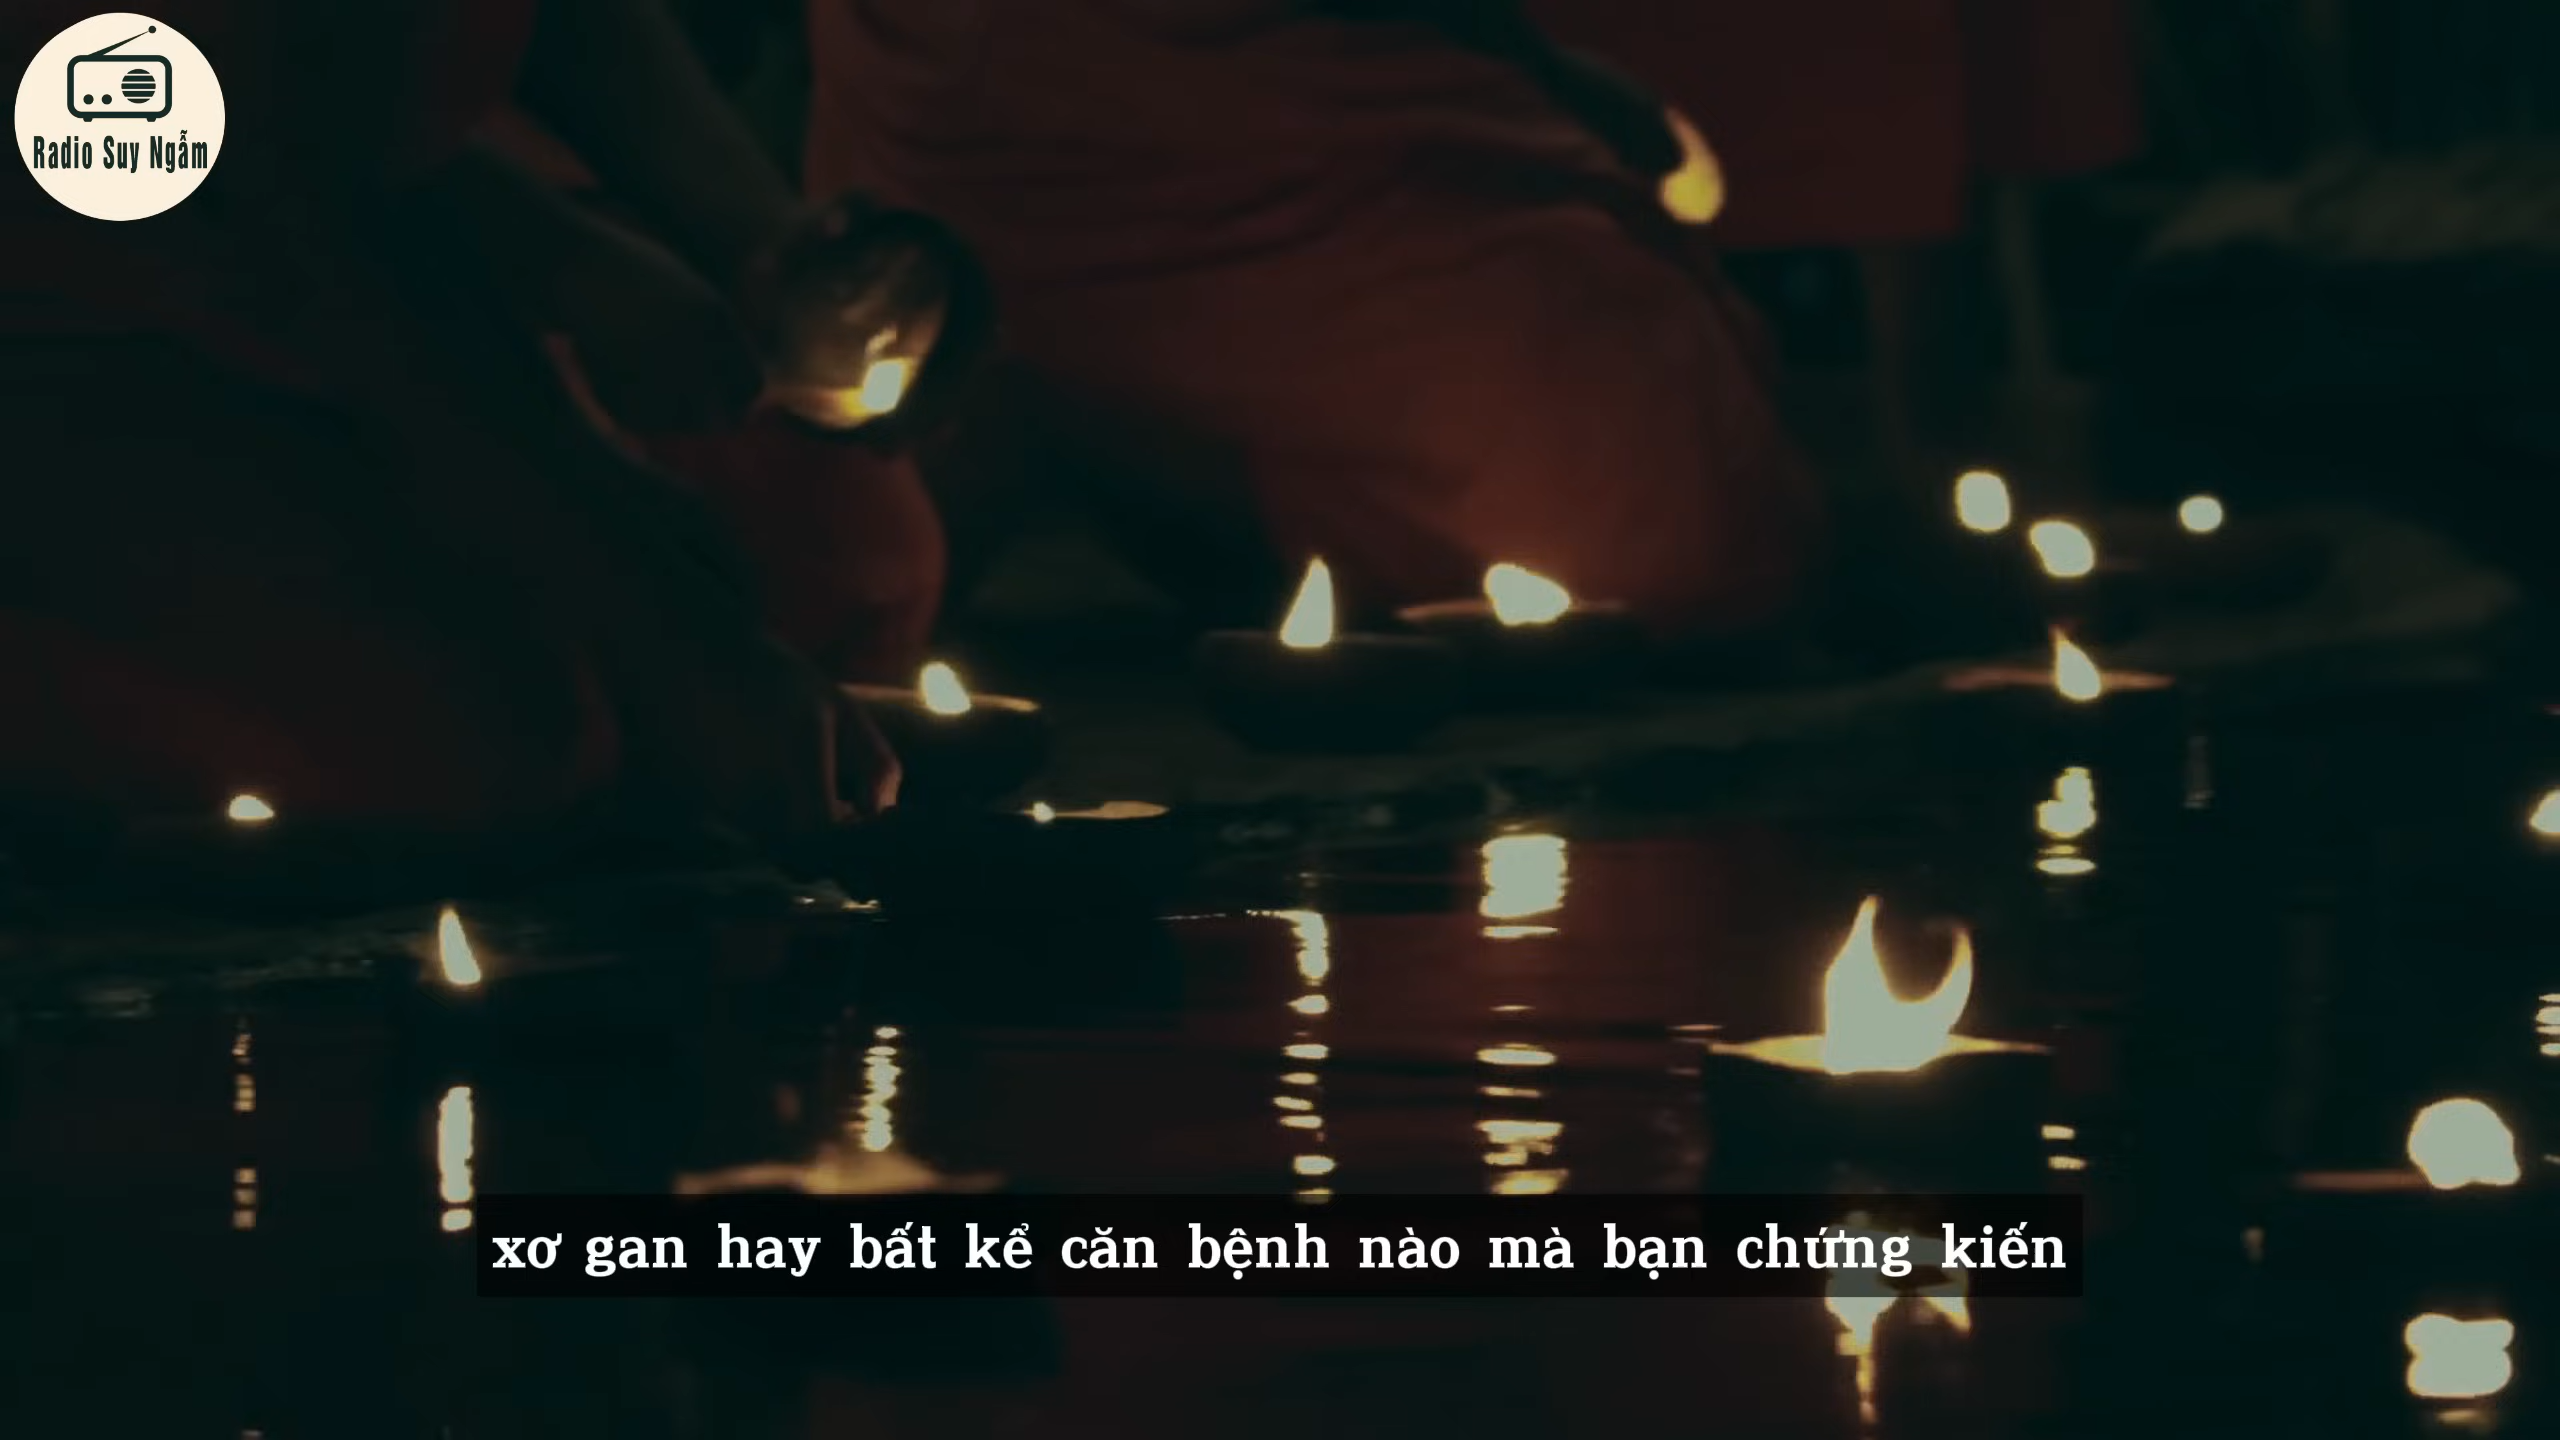 Radio Suy Ngẫm
xơ gan hay bất kể căn bệnh nào mà bạn chứng kiến